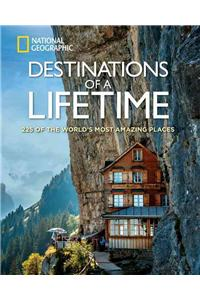 NATIONAL
GEOGRAPHIC
DESTINATIONS
OF A
LIFETIME
225 OF THE WORLD'S MOST AMAZING PLACES